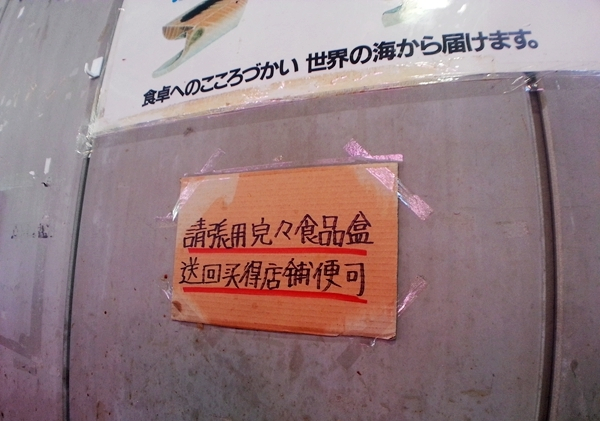 食卓へのこころづかい 世界の海から届けます。
請張用完々食品盒
送回买得店舗便可